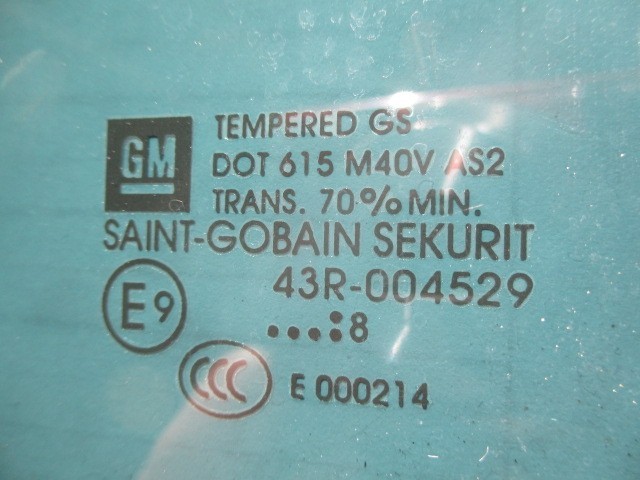 GM
TEMPERED GS
DOT 615 M40V AS2
TRANS. 70% MIN.
SAINT-GOBAIN SEKURIT
E9
43R-004529
....:8
CCC
E 000214